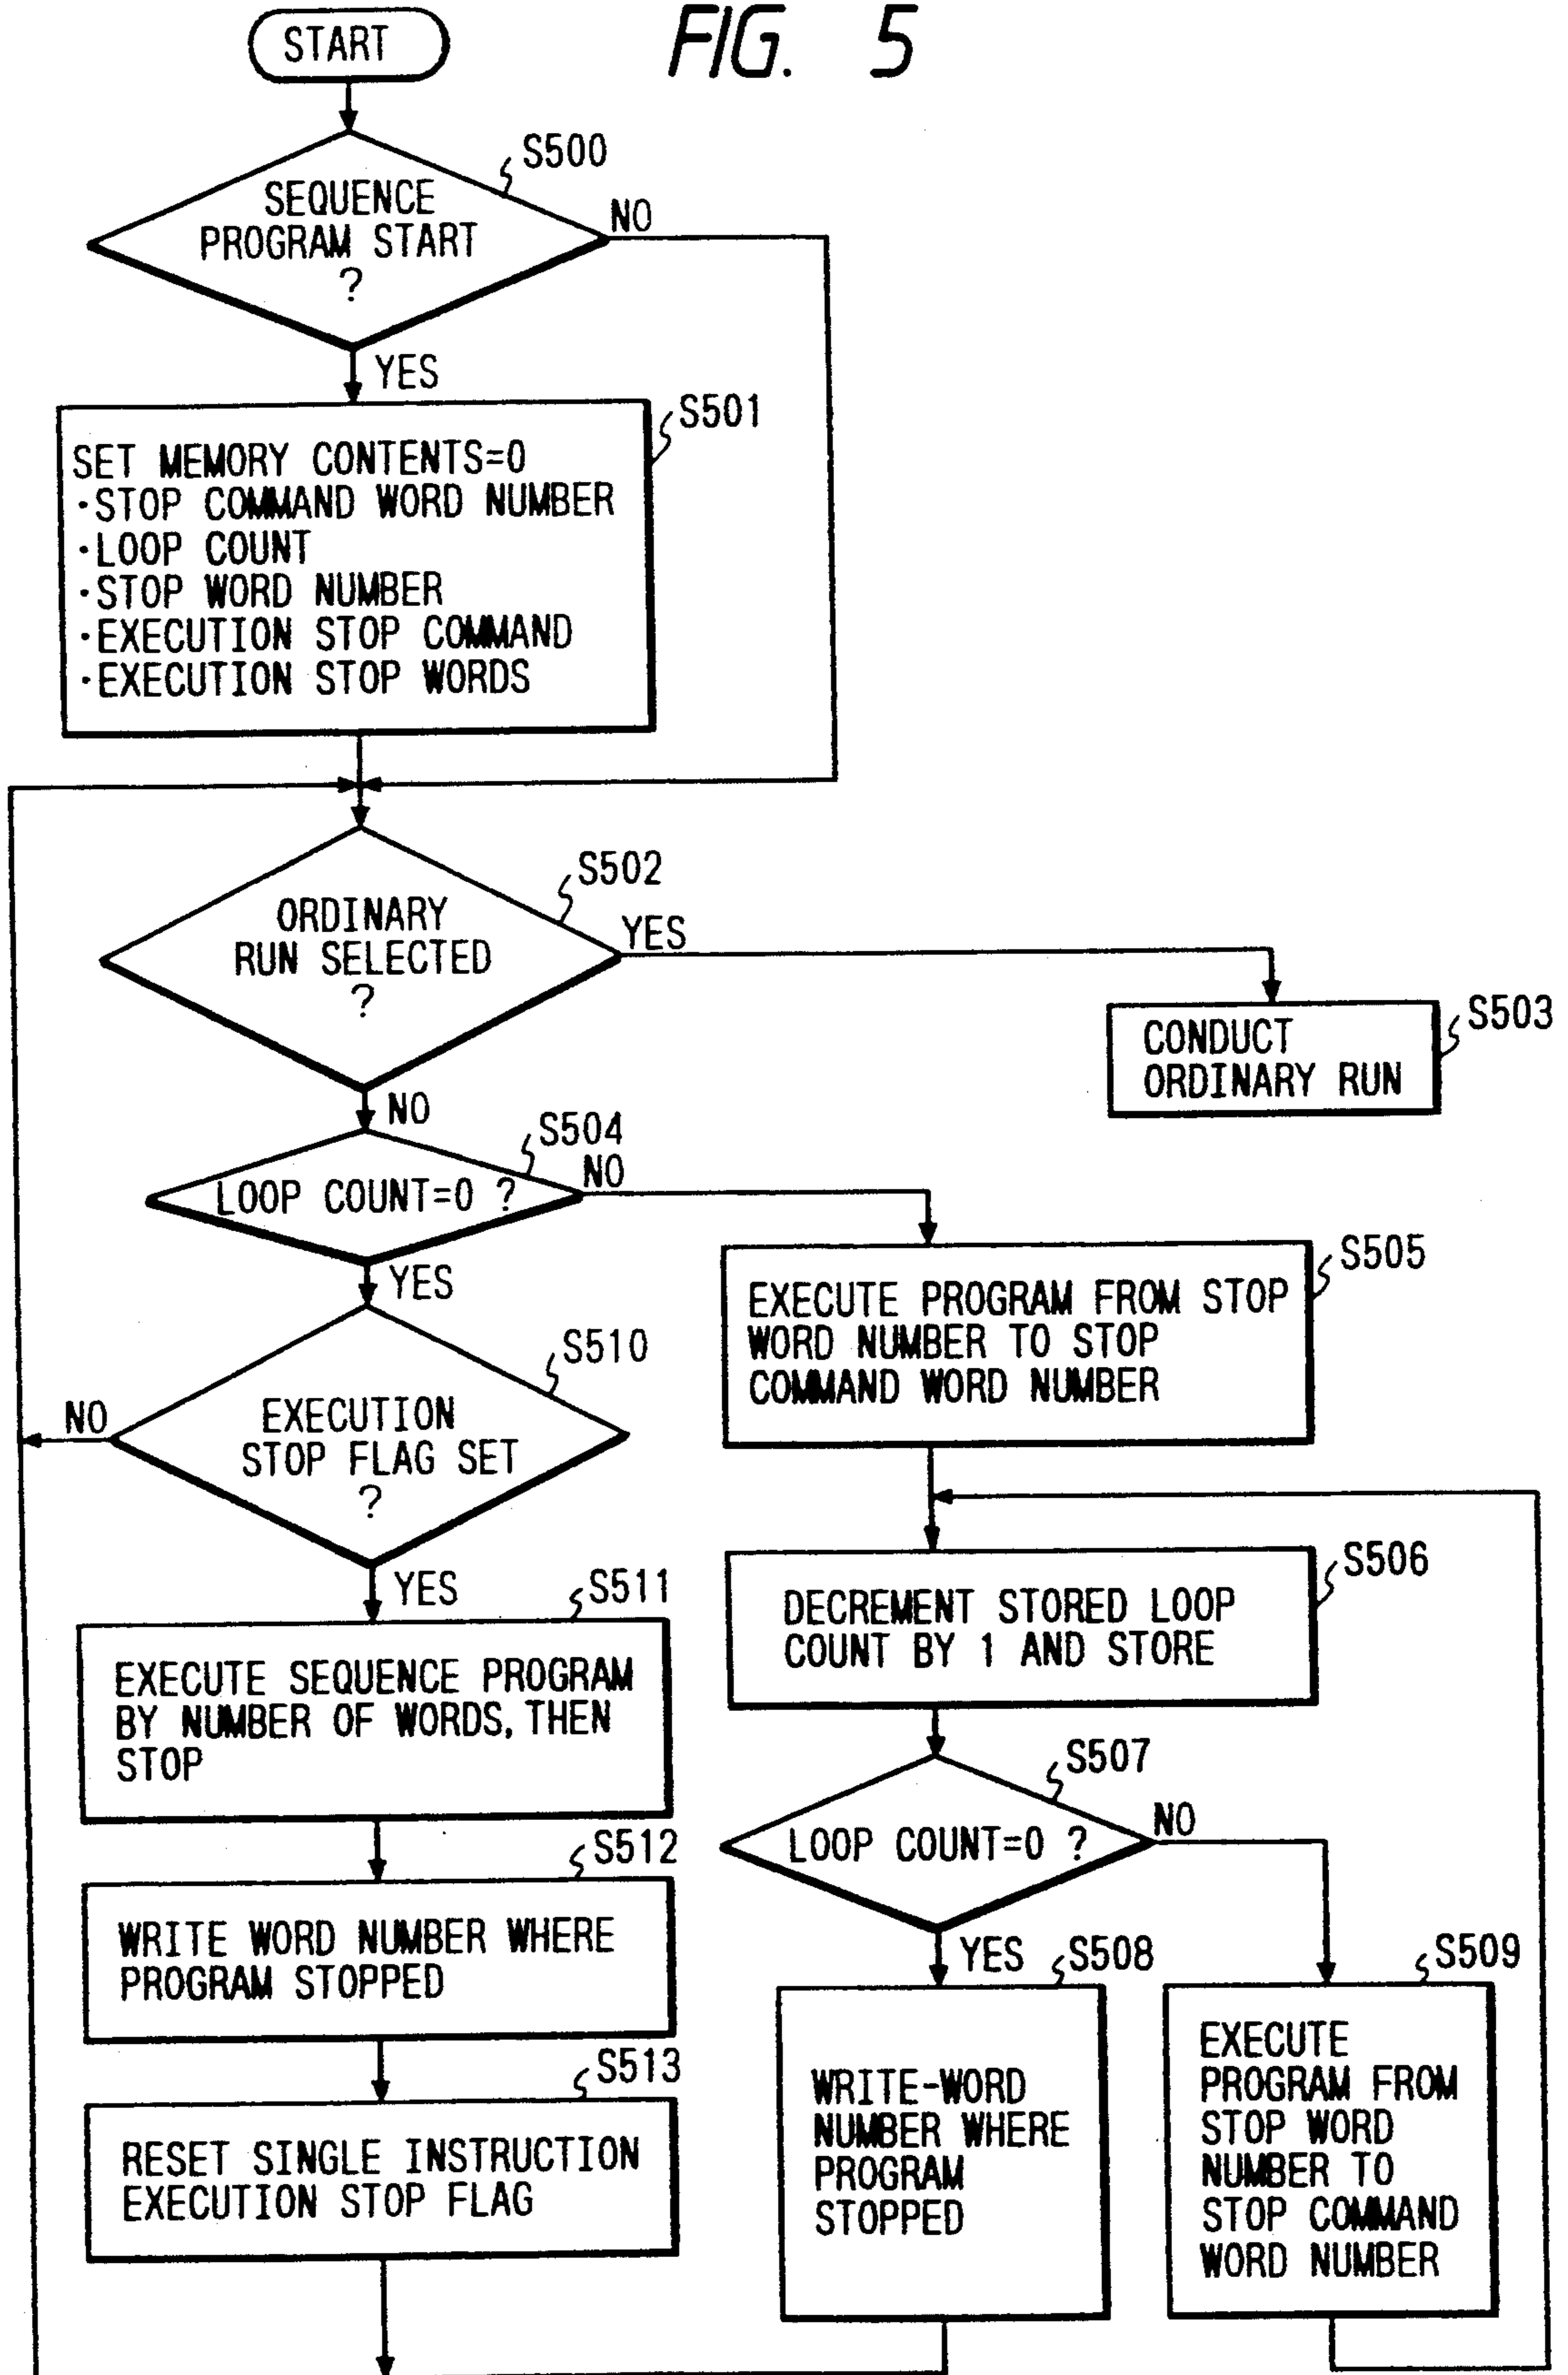 FIG. 5
START
S500
SEQUENCE
PROGRAM START
?
NO
YES
S501
SET MEMORY CONTENTS=0
·STOP COMMAND WORD NUMBER
·LOOP COUNT
·STOP WORD NUMBER
·EXECUTION STOP COMMAND
·EXECUTION STOP WORDS
S502
ORDINARY
RUN SELECTED
?
YES
S503
CONDUCT
ORDINARY RUN
NO
S504
LOOP COUNT=0 ?
NO
YES
S505
EXECUTE PROGRAM FROM STOP
WORD NUMBER TO STOP
COMMAND WORD NUMBER
S510
EXECUTION
STOP FLAG SET
?
NO
YES
S506
DECREMENT STORED LOOP
COUNT BY 1 AND STORE
S511
EXECUTE SEQUENCE PROGRAM
BY NUMBER OF WORDS, THEN
STOP
S507
LOOP COUNT=0 ?
NO
YES
S512
WRITE WORD NUMBER WHERE
PROGRAM STOPPED
S508
WRITE-WORD
NUMBER WHERE
PROGRAM
STOPPED
S509
EXECUTE
PROGRAM FROM
STOP WORD
NUMBER TO
STOP COMMAND
WORD NUMBER
S513
RESET SINGLE INSTRUCTION
EXECUTION STOP FLAG